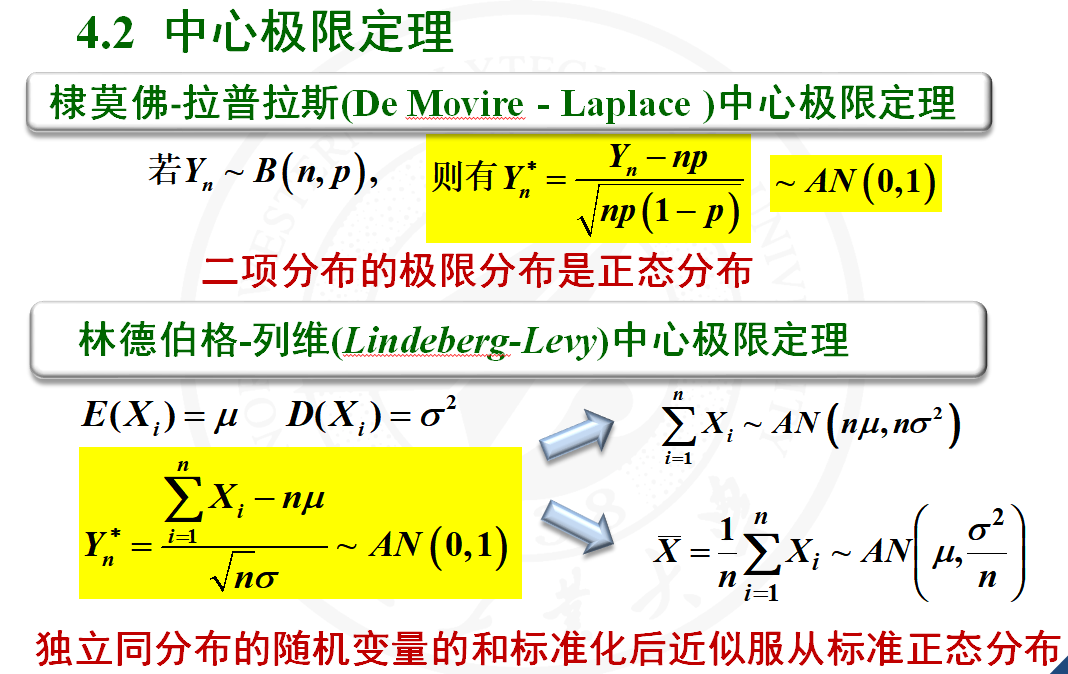 4.2 中心极限定理
棣莫佛-拉普拉斯(De Movire - Laplace )中心极限定理
若Yₙ ~ B(n, p), 则有 Yₙ* = (Yₙ − np) / √(np(1 − p)) ~ AN(0,1)
二项分布的极限分布是正态分布
林德伯格-列维(Lindeberg-Levy)中心极限定理
E(Xᵢ) = μ D(Xᵢ) = σ²
∑ᵢ₌₁ⁿ Xᵢ ~ AN(nμ, nσ²)
Yₙ* = (∑ᵢ₌₁ⁿ Xᵢ − nμ) / (√n σ) ~ AN(0,1)
X̅ = (1/n) ∑ᵢ₌₁ⁿ Xᵢ ~ AN(μ, σ²/n)
独立同分布的随机变量的和标准化后近似服从标准正态分布